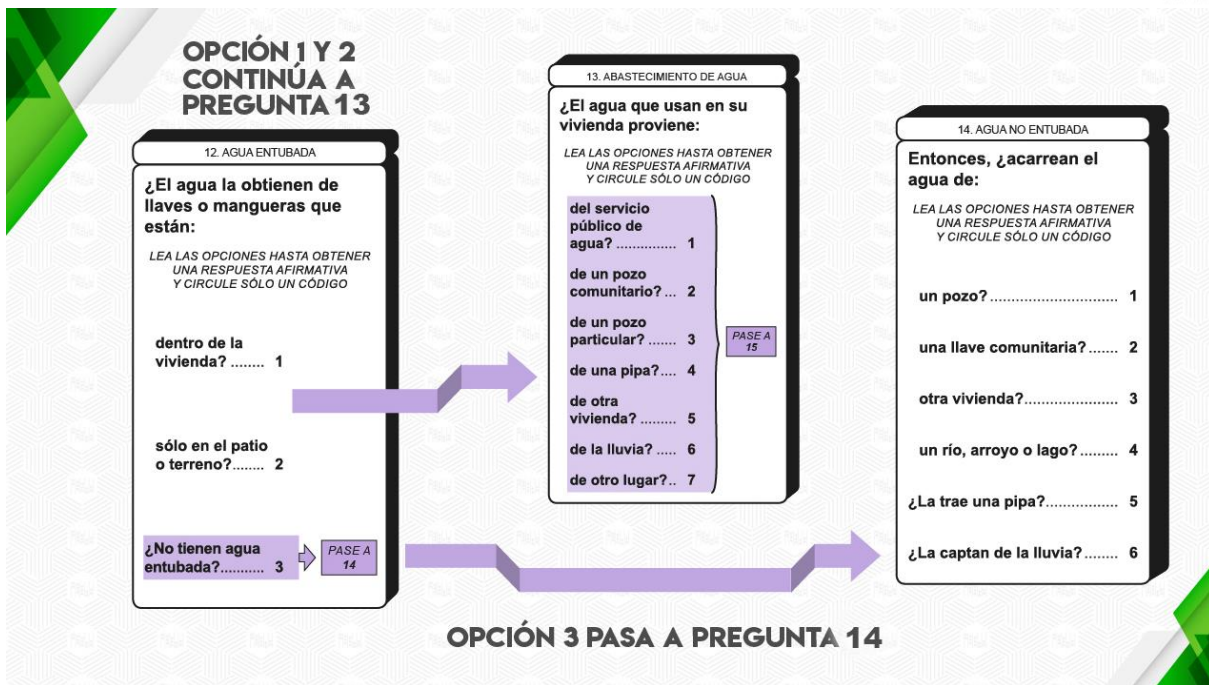 OPCIÓN 1 Y 2
CONTINÚA A
PREGUNTA 13
12. AGUA ENTUBADA
¿El agua la obtienen de
llaves o mangueras que
están:
LEA LAS OPCIONES HASTA OBTENER
UNA RESPUESTA AFIRMATIVA
Y CIRCULE SÓLO UN CÓDIGO
dentro de la
vivienda? ........ 1
sólo en el patio
o terreno?........ 2
¿No tienen agua
entubada?........... 3
PASE A
14
13. ABASTECIMIENTO DE AGUA
¿El agua que usan en su
vivienda proviene:
LEA LAS OPCIONES HASTA OBTENER
UNA RESPUESTA AFIRMATIVA
Y CIRCULE SÓLO UN CÓDIGO
del servicio
público de
agua? .............. 1
de un pozo
comunitario? ... 2
de un pozo
particular? ....... 3
de una pipa?.... 4
de otra
vivienda? ......... 5
de la lluvia? ..... 6
de otro lugar?.. 7
PASE A
15
14. AGUA NO ENTUBADA
Entonces, ¿acarrean el
agua de:
LEA LAS OPCIONES HASTA OBTENER
UNA RESPUESTA AFIRMATIVA
Y CIRCULE SÓLO UN CÓDIGO
un pozo? ............................. 1
una llave comunitaria? ....... 2
otra vivienda?...................... 3
un río, arroyo o lago? ......... 4
¿La trae una pipa?................. 5
¿La captan de la lluvia? ........ 6
OPCIÓN 3 PASA A PREGUNTA 14